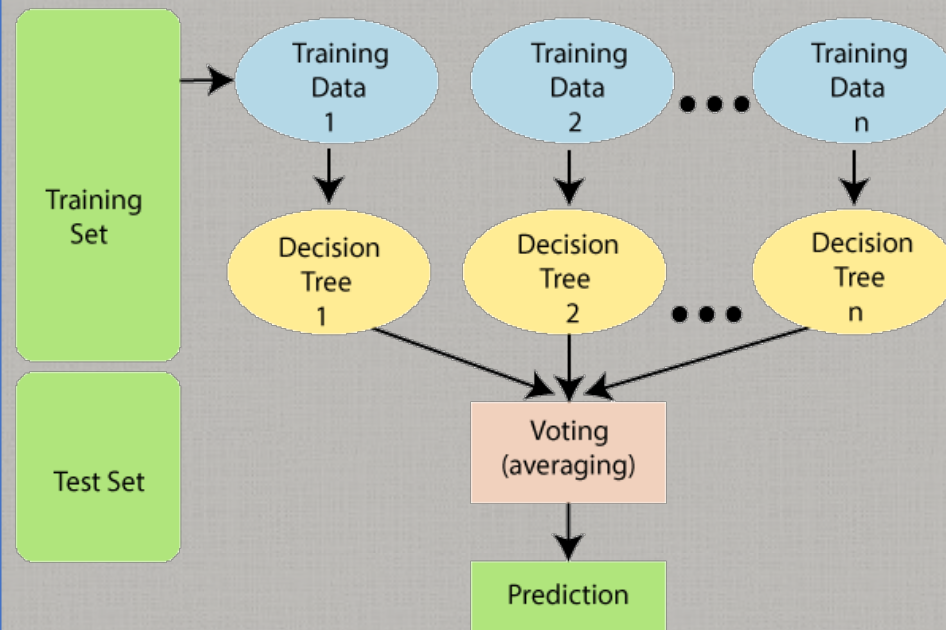 Training
Set
Training
Data
1
Training
Data
2
Training
Data
n
Decision
Tree
1
Decision
Tree
2
Decision
Tree
n
Test Set
Voting
(averaging)
Prediction